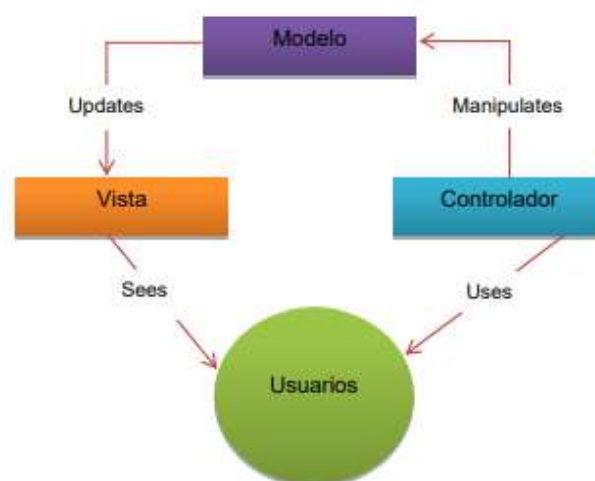 Modelo
Updates
Manipulates
Vista
Controlador
Sees
Uses
Usuarios